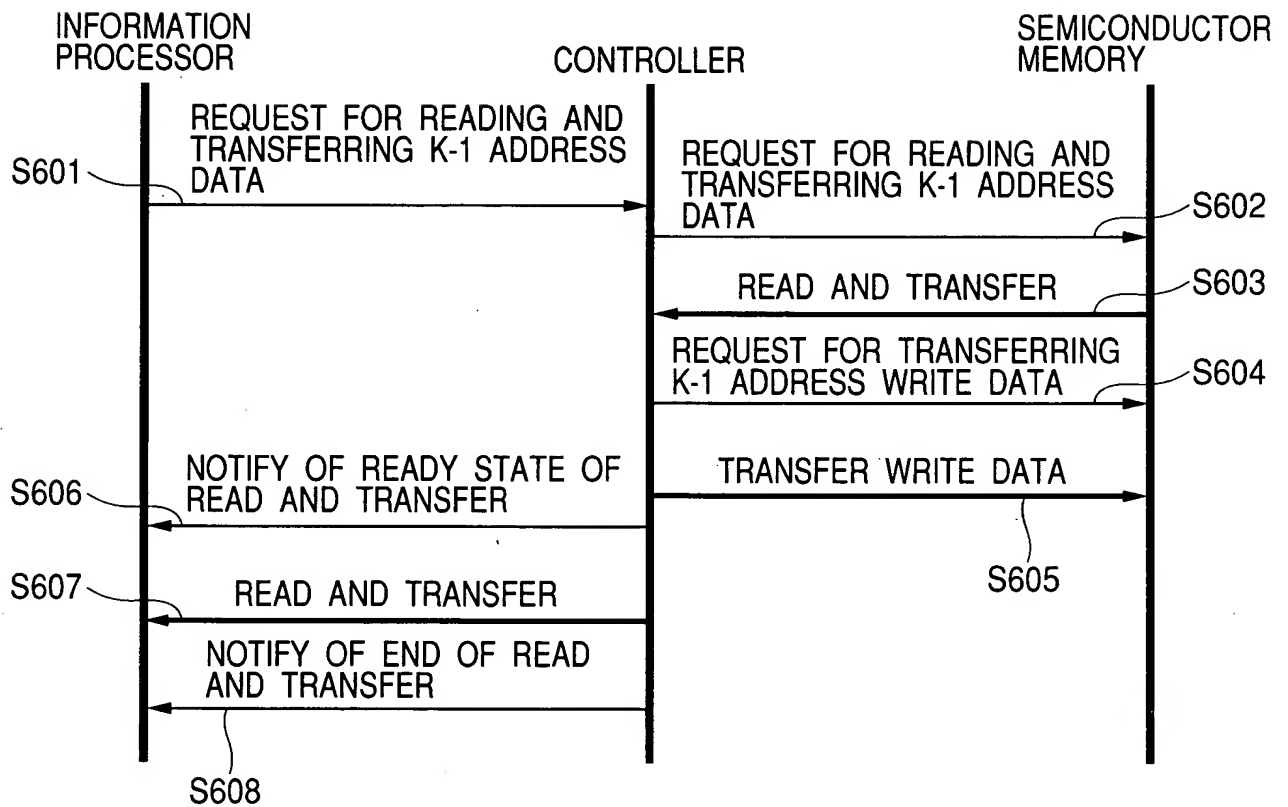 INFORMATION
PROCESSOR
CONTROLLER
SEMICONDUCTOR
MEMORY
REQUEST FOR READING AND
TRANSFERRING K-1 ADDRESS
DATA
S601
REQUEST FOR READING AND
TRANSFERRING K-1 ADDRESS
DATA
S602
READ AND TRANSFER
S603
REQUEST FOR TRANSFERRING
K-1 ADDRESS WRITE DATA
S604
NOTIFY OF READY STATE OF
READ AND TRANSFER
S606
TRANSFER WRITE DATA
S605
S607
READ AND TRANSFER
NOTIFY OF END OF READ
AND TRANSFER
S608